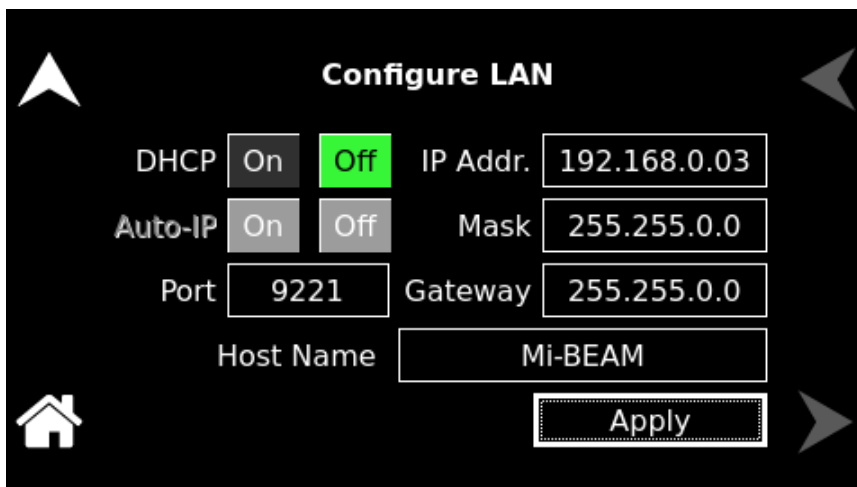 Configure LAN
DHCP On Off IP Addr. 192.168.0.03
Auto-IP On Off Mask 255.255.0.0
Port 9221 Gateway 255.255.0.0
Host Name Mi-BEAM
Apply